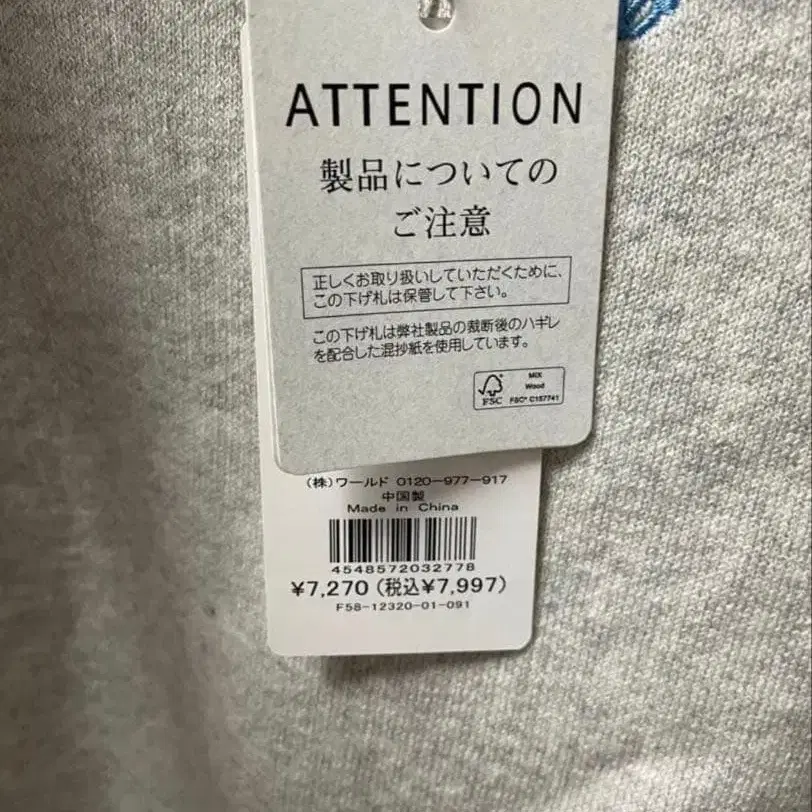 ATTENTION
製品についての
ご注意
正しくお取り扱いしていただくために、
この下げ札は保管して下さい。
この下げ札は弊社製品の裁断後のハギレ
を配合した混抄紙を使用しています。
FSC
MIX
Wood
FSC® C157741
(株)ワールド 0120-977-917
中国製
Made in China
4548572032778
¥7,270(税込¥7,997)
F58-12320-01-091